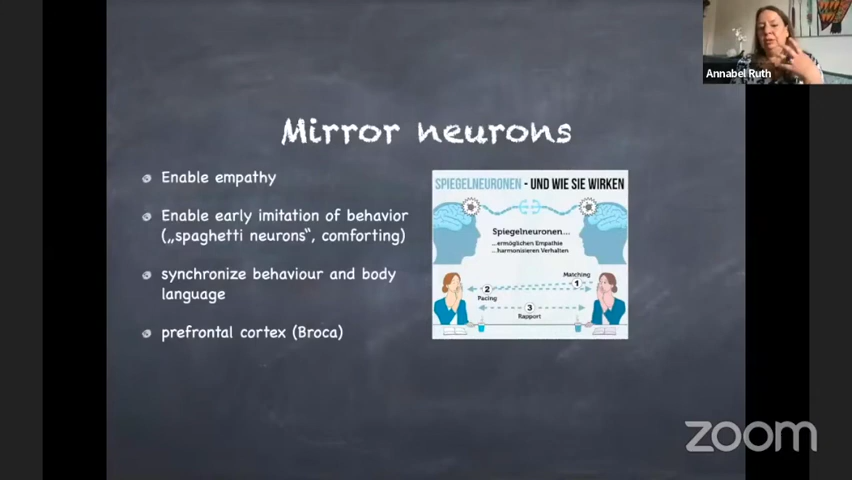 Annabel Ruth
Mirror neurons
Enable empathy
Enable early imitation of behavior
(„spaghetti neurons“, comforting)
synchronize behaviour and body
language
prefrontal cortex (Broca)
SPIEGELNEURONEN - UND WIE SIE WIRKEN
Spiegelneuronen...
...ermöglichen Empathie
...harmonisieren Verhalten
Matching
1
2
Pacing
3
Rapport
zoom